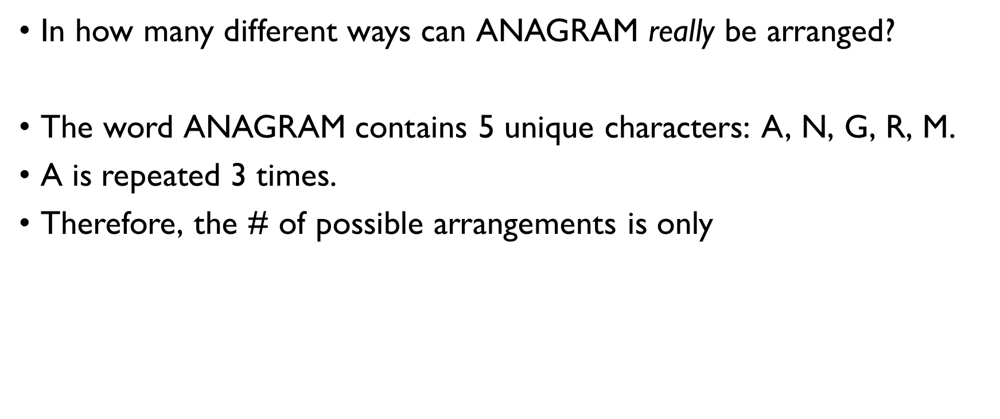 • In how many different ways can ANAGRAM really be arranged?
• The word ANAGRAM contains 5 unique characters: A, N, G, R, M.
• A is repeated 3 times.
• Therefore, the # of possible arrangements is only